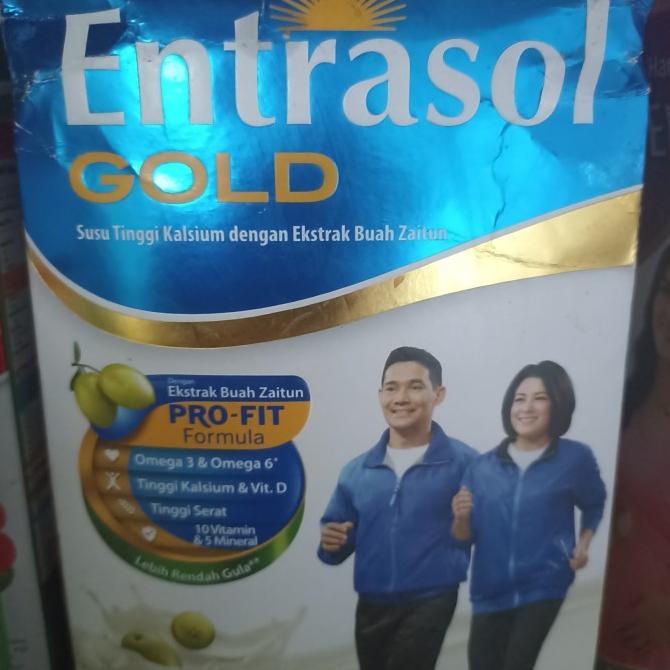 Entrasol
GOLD
Susu Tinggi Kalsium dengan Ekstrak Buah Zaitun
Dengan
Ekstrak Buah Zaitun
PRO-FIT
Formula
Omega 3 & Omega 6*
Tinggi Kalsium & Vit. D
Tinggi Serat
10 Vitamin
& 5 Mineral
Lebih Rendah Gula**